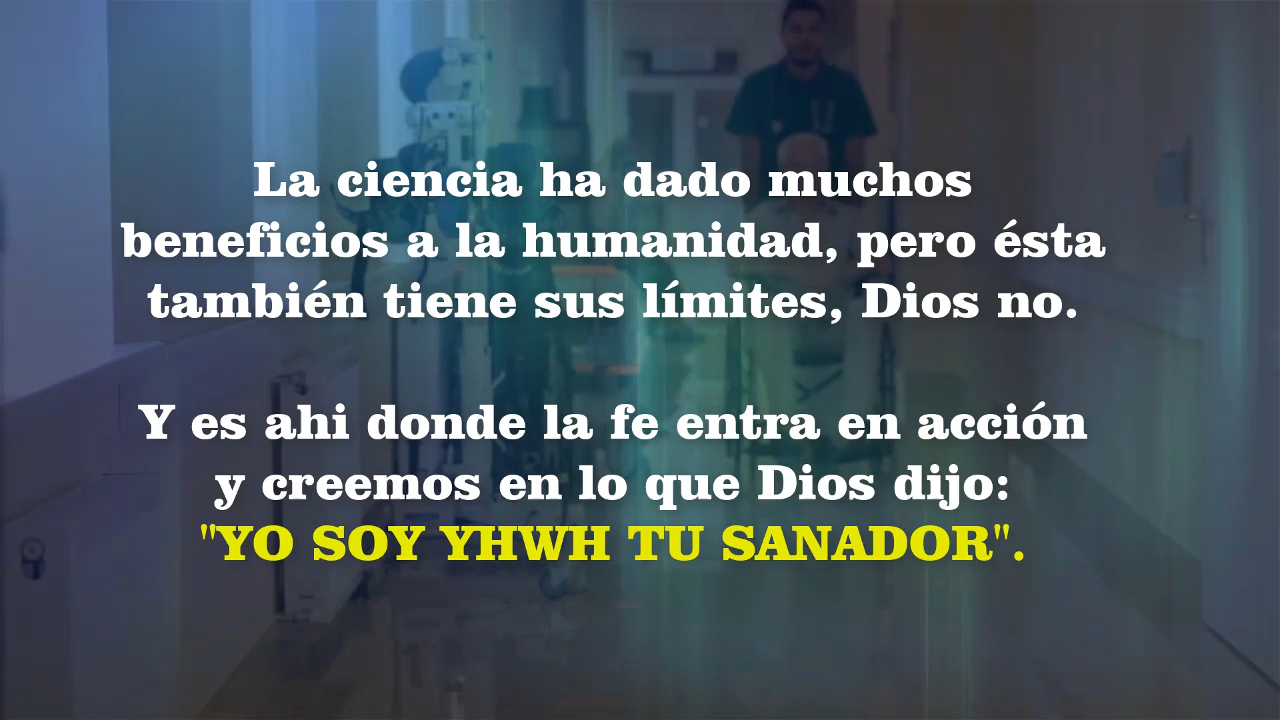 La ciencia ha dado muchos
beneficios a la humanidad, pero ésta
también tiene sus límites, Dios no.
Y es ahi donde la fe entra en acción
y creemos en lo que Dios dijo:
"YO SOY YHWH TU SANADOR".